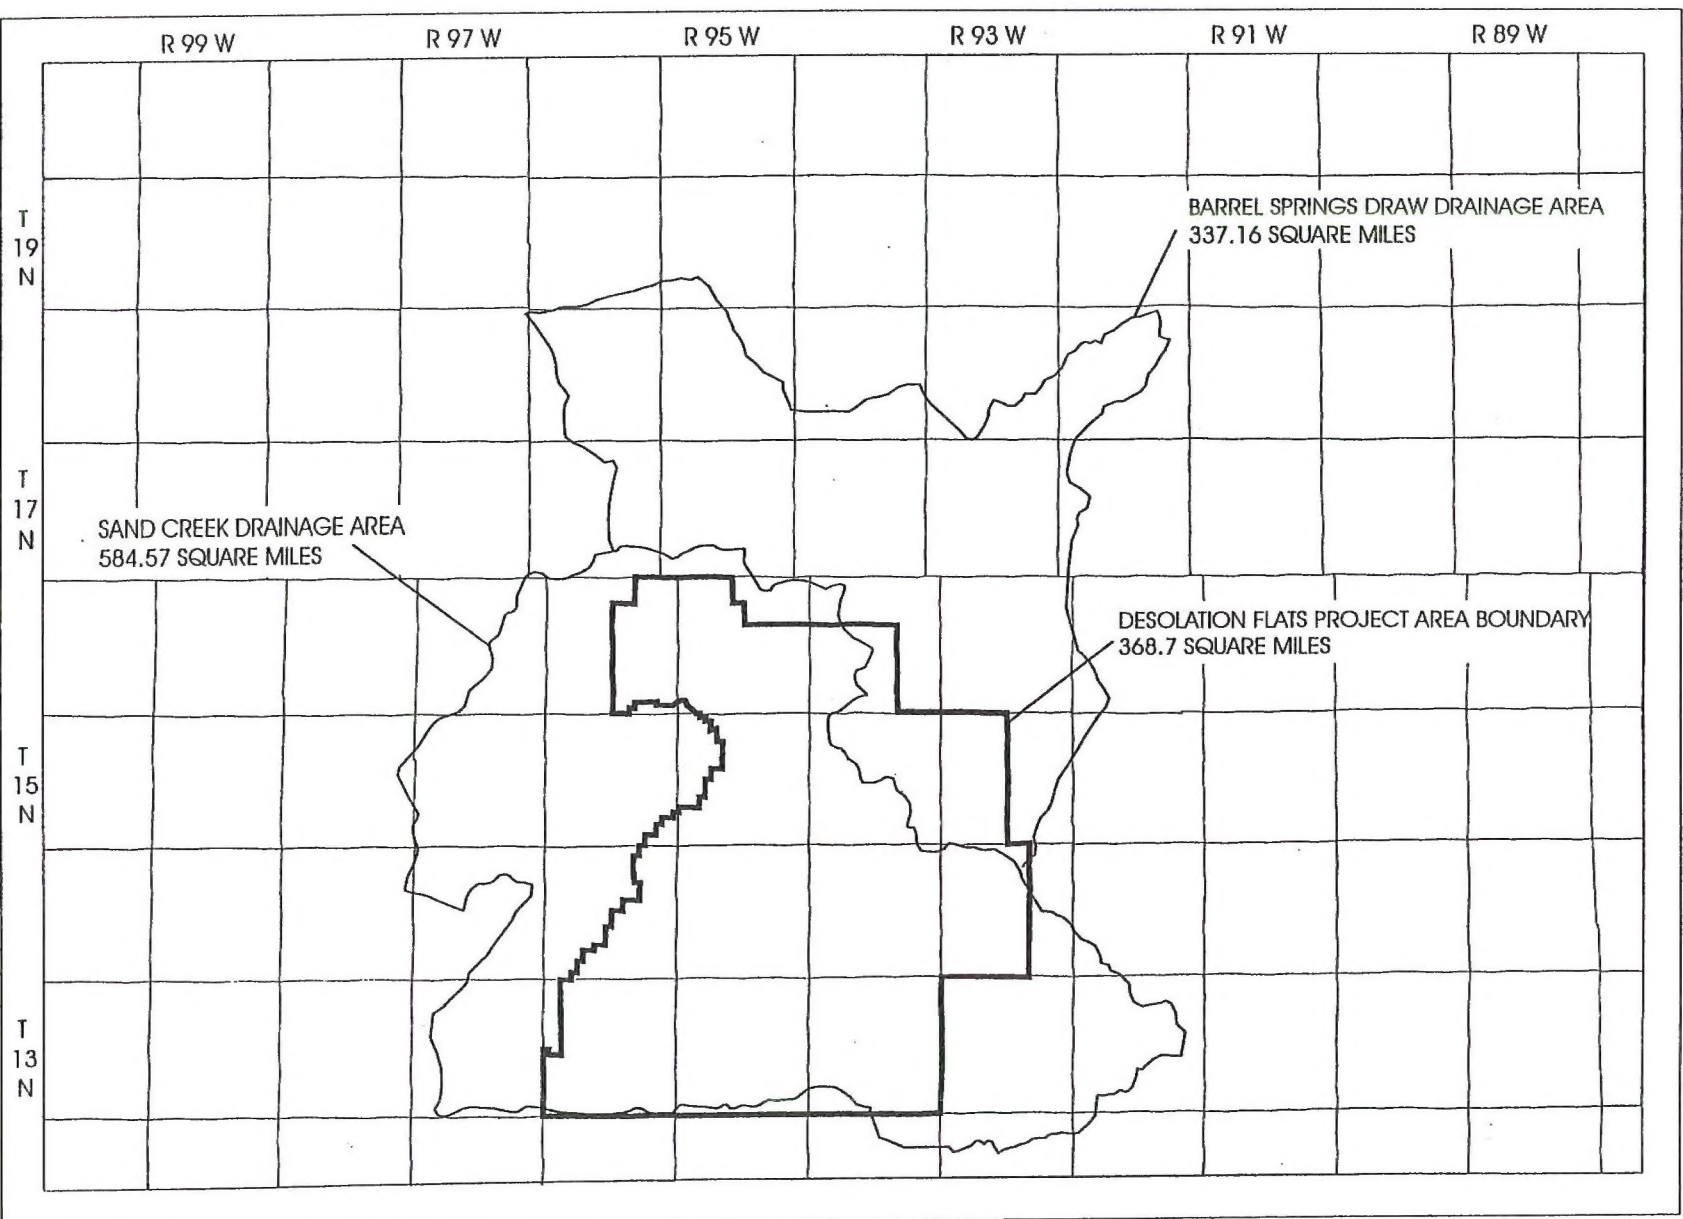 R 99 W R 97 W R 95 W R 93 W R 91 W R 89 W
T
19
N
BARREL SPRINGS DRAW DRAINAGE AREA
337.16 SQUARE MILES
T
17
N
SAND CREEK DRAINAGE AREA
584.57 SQUARE MILES
DESOLATION FLATS PROJECT AREA BOUNDARY
368.7 SQUARE MILES
T
15
N
T
13
N